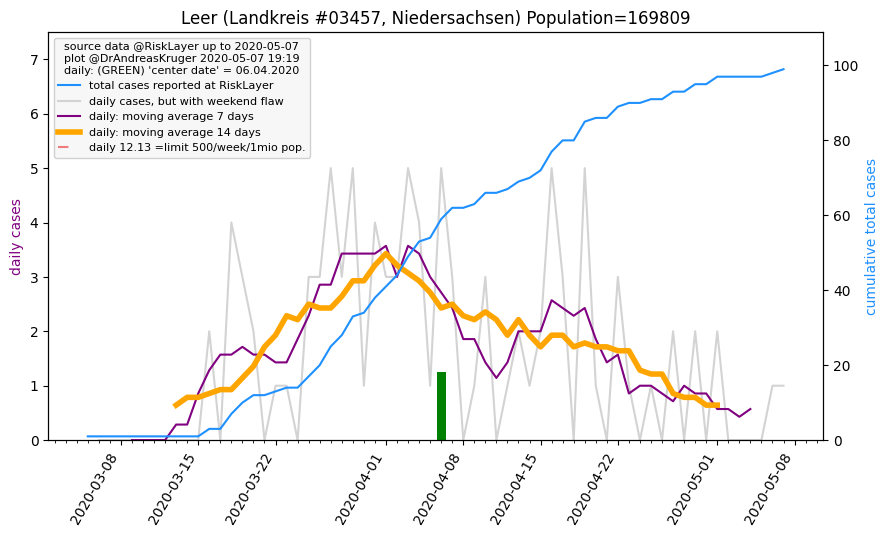 Leer (Landkreis #03457, Niedersachsen) Population=169809
source data @RiskLayer up to 2020-05-07
plot @DrAndreasKruger 2020-05-07 19:19
daily: (GREEN) 'center date' = 06.04.2020
total cases reported at RiskLayer
daily cases, but with weekend flaw
daily: moving average 7 days
daily: moving average 14 days
daily 12.13 =limit 500/week/1mio pop.
daily cases
7
6
5
4
3
2
1
0
100
80
60
40
20
0
cumulative total cases
2020-03-08
2020-03-15
2020-03-22
2020-04-01
2020-04-08
2020-04-15
2020-04-22
2020-05-01
2020-05-08